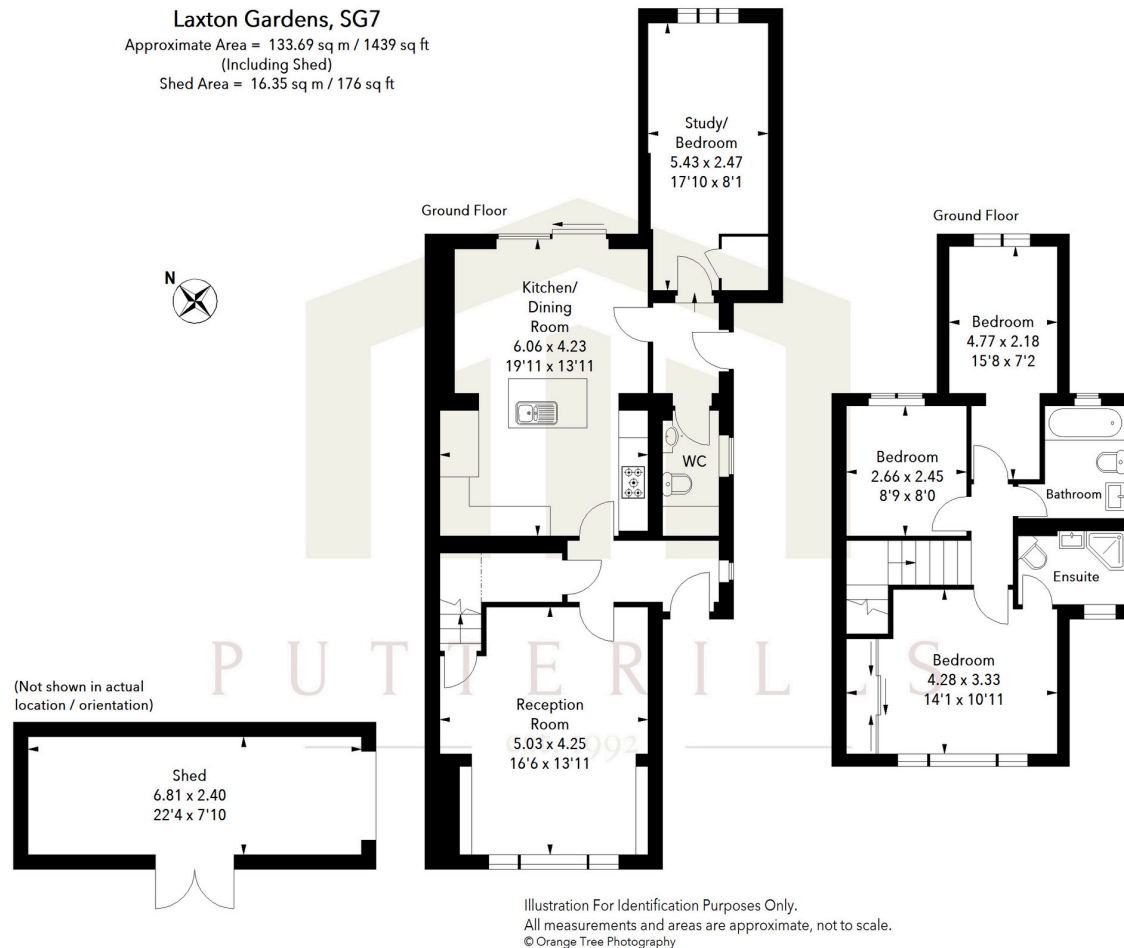 Laxton Gardens, SG7
Approximate Area = 133.69 sq m / 1439 sq ft
(Including Shed)
Shed Area = 16.35 sq m / 176 sq ft
Study/
Bedroom
5.43 x 2.47
17'10 x 8'1
Ground Floor
N
Kitchen/
Dining
Room
6.06 x 4.23
19'11 x 13'11
WC
Reception
Room
5.03 x 4.25
16'6 x 13'11
Ground Floor
Bedroom
4.77 x 2.18
15'8 x 7'2
Bedroom
2.66 x 2.45
8'9 x 8'0
Bathroom
Ensuite
Bedroom
4.28 x 3.33
14'1 x 10'11
PUTTERILLS
(Not shown in actual
location / orientation)
Shed
6.81 x 2.40
22'4 x 7'10
Illustration For Identification Purposes Only.
All measurements and areas are approximate, not to scale.
© Orange Tree Photography